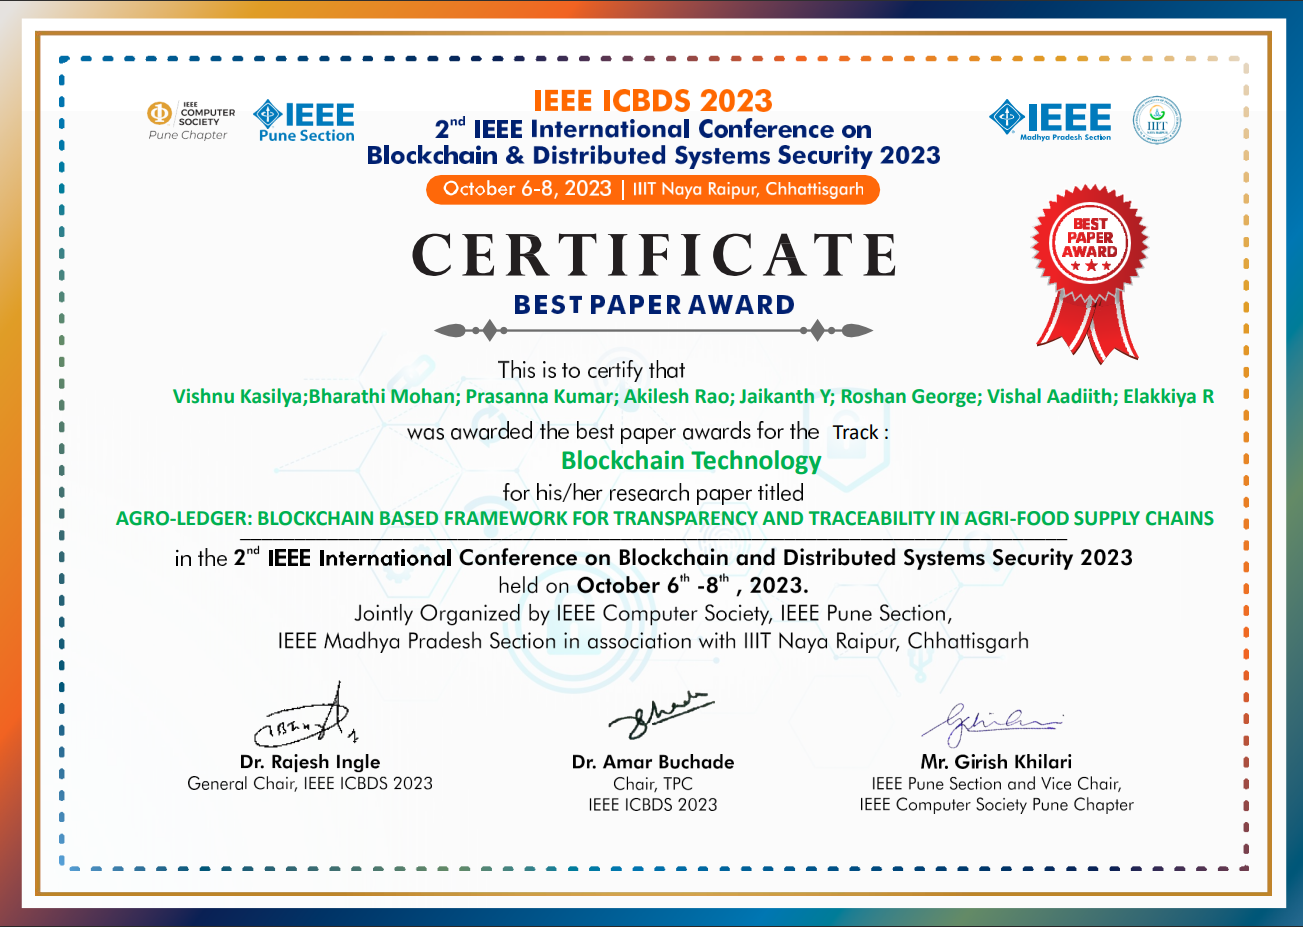 IEEE COMPUTER SOCIETY
Pune Chapter
IEEE
Pune Section
IEEE ICBDS 2023
2nd IEEE International Conference on
Blockchain & Distributed Systems Security 2023
October 6-8, 2023 | IIIT Naya Raipur, Chhattisgarh
IEEE
Madhya Pradesh Section
IIIT
CERTIFICATE
BEST PAPER AWARD
BEST
PAPER
AWARD
This is to certify that
Vishnu Kasilya;Bharathi Mohan; Prasanna Kumar; Akilesh Rao; Jaikanth Y; Roshan George; Vishal Aadiith; Elakkiya R
was awarded the best paper awards for the Track :
Blockchain Technology
for his/her research paper titled
AGRO-LEDGER: BLOCKCHAIN BASED FRAMEWORK FOR TRANSPARENCY AND TRACEABILITY IN AGRI-FOOD SUPPLY CHAINS
in the 2nd IEEE International Conference on Blockchain and Distributed Systems Security 2023
held on October 6th -8th , 2023.
Jointly Organized by IEEE Computer Society, IEEE Pune Section,
IEEE Madhya Pradesh Section in association with IIIT Naya Raipur, Chhattisgarh
Dr. Rajesh Ingle
General Chair, IEEE ICBDS 2023
Dr. Amar Buchade
Chair, TPC
IEEE ICBDS 2023
Mr. Girish Khilari
IEEE Pune Section and Vice Chair,
IEEE Computer Society Pune Chapter